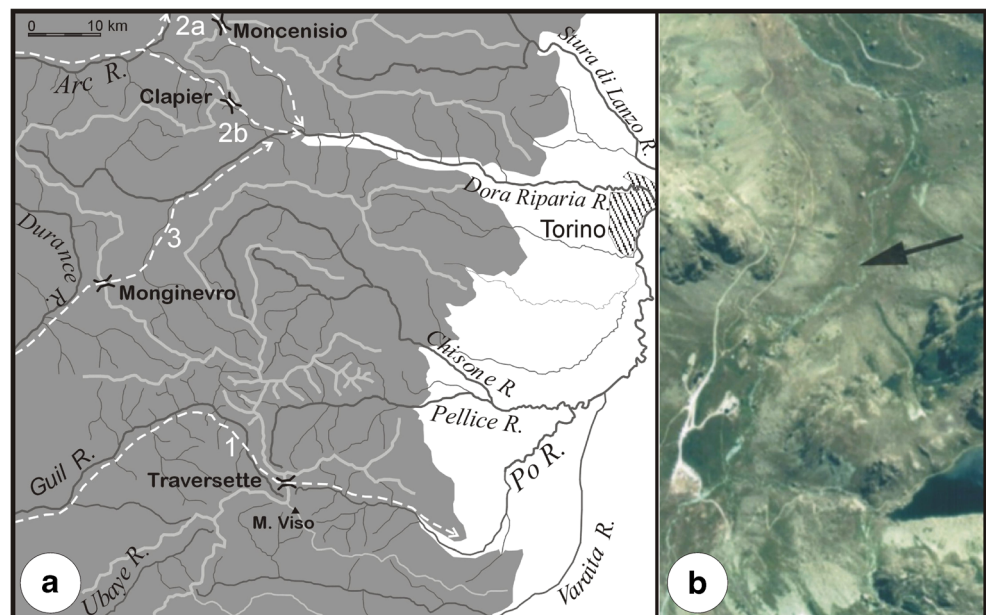 0 10 km
2a
Moncenisio
Stura di Lanzo R.
Arc R.
Clapier
2b
Dora Riparia R.
Torino
3
Durance R.
Monginevro
Chisone R
Pellice R.
1
Guil R.
Po R.
Traversette
M. Viso
Varaita R.
Ubaye R.
a
b